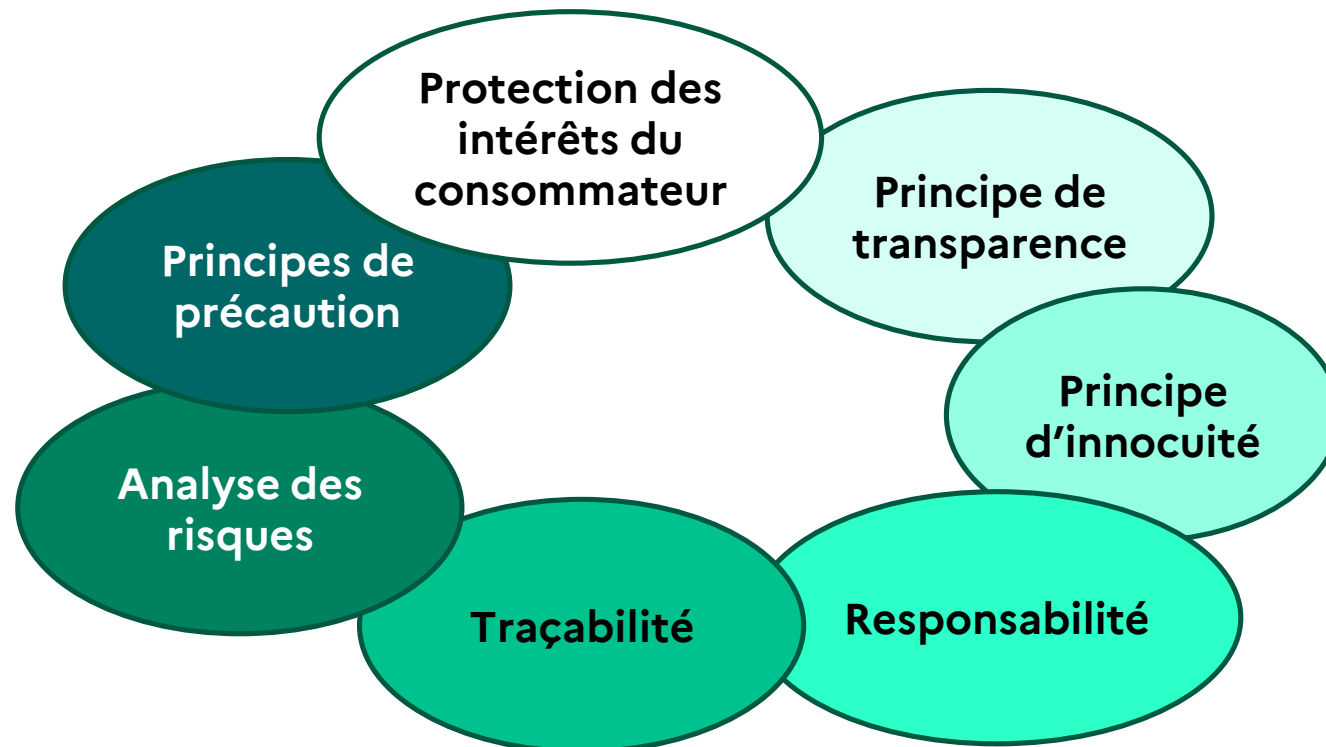 Protection des
intérêts du
consommateur
Principe de
transparence
Principe
d’innocuité
Responsabilité
Traçabilité
Analyse des
risques
Principes de
précaution